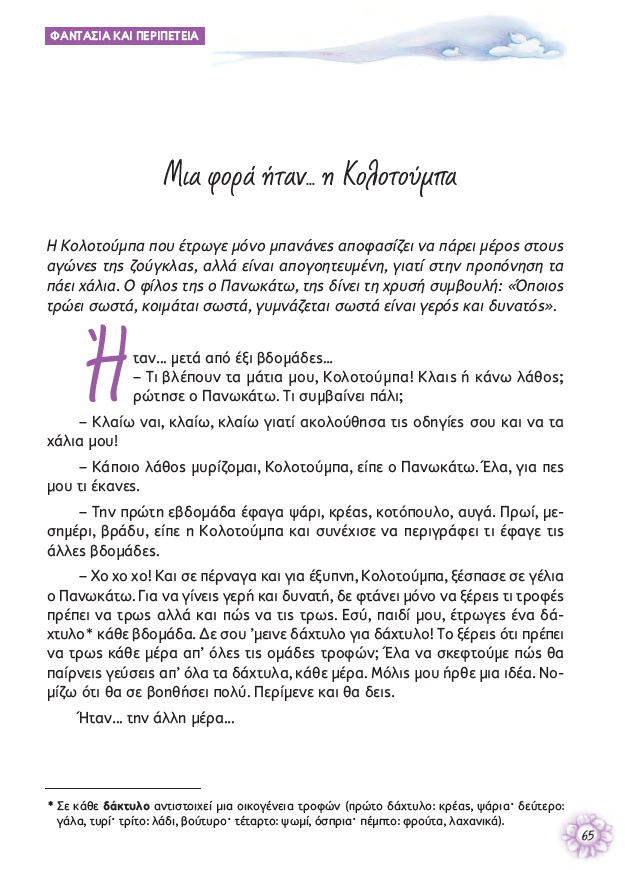 ΦΑΝΤΑΣΙΑ ΚΑΙ ΠΕΡΙΠΕΤΕΙΑ
Μια φορά ήταν... η Κολοτούμπα
Η Κολοτούμπα που έτρωγε μόνο μπανάνες αποφασίζει να πάρει μέρος στους
αγώνες της ζούγκλας, αλλά είναι απογοητευμένη, γιατί στην προπόνηση τα
πάει χάλια. Ο φίλος της ο Πανωκάτω, της δίνει τη χρυσή συμβουλή: «Όποιος
τρώει σωστά, κοιμάται σωστά, γυμνάζεται σωστά είναι γερός και δυνατός».
Ήταν... μετά από έξι βδομάδες...
– Τι βλέπουν τα μάτια μου, Κολοτούμπα! Κλαις ή κάνω λάθος;
ρώτησε ο Πανωκάτω. Τι συμβαίνει πάλι;
– Κλαίω ναι, κλαίω, κλαίω γιατί ακολούθησα τις οδηγίες σου και να τα
χάλια μου!
– Κάποιο λάθος μυρίζομαι, Κολοτούμπα, είπε ο Πανωκάτω. Έλα, για πες
μου τι έκανες.
– Την πρώτη εβδομάδα έφαγα ψάρι, κρέας, κοτόπουλο, αυγά. Πρωί, με-
σημέρι, βράδυ, είπε η Κολοτούμπα και συνέχισε να περιγράφει τι έφαγε τις
άλλες βδομάδες.
– Χο χο χο! Και σε πέρναγα και για έξυπνη, Κολοτούμπα, ξέσπασε σε γέλια
ο Πανωκάτω. Για να γίνεις γερή και δυνατή, δε φτάνει μόνο να ξέρεις τι τροφές
πρέπει να τρως αλλά και πώς να τις τρως. Εσύ, παιδί μου, έτρωγες ένα δά-
χτυλο* κάθε βδομάδα. Δε σου ’μεινε δάχτυλο για δάχτυλο! Το ξέρεις ότι πρέπει
να τρως κάθε μέρα απ’ όλες τις ομάδες τροφών; Έλα να σκεφτούμε πώς θα
παίρνεις γεύσεις απ’ όλα τα δάχτυλα, κάθε μέρα. Μόλις μου ήρθε μια ιδέα. Νο-
μίζω ότι θα σε βοηθήσει πολύ. Περίμενε και θα δεις.
Ήταν... την άλλη μέρα...
* Σε κάθε δάκτυλο αντιστοιχεί μια οικογένεια τροφών (πρώτο δάχτυλο: κρέας, ψάρια· δεύτερο:
γάλα, τυρί· τρίτο: λάδι, βούτυρο· τέταρτο: ψωμί, όσπρια· πέμπτο: φρούτα, λαχανικά).
65